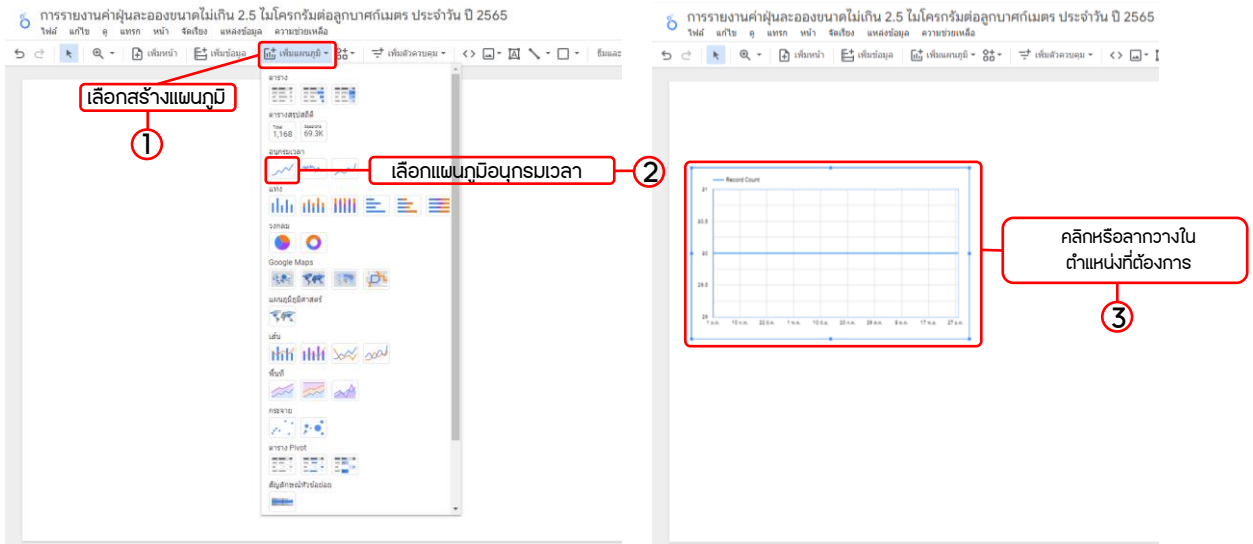 การรายงานค่าฝุ่นละอองขนาดไม่เกิน 2.5 ไมโครกรัมต่อลูกบาศก์เมตร ประจำวัน ปี 2565
ไฟล์ แก้ไข ดู แทรก หน้า จัดเรียง แหล่งข้อมูล ความช่วยเหลือ
เพิ่มหน้า เพิ่มข้อมูล เพิ่มแผนภูมิ เพิ่มตัวควบคุม ธีมและ
เลือกสร้างแผนภูมิ
1
ตาราง
ตารางสรุปสถิติ
Total
1,168
Sessions
69.3K
อนุกรมเวลา
เลือกแผนภูมิอนุกรมเวลา
2
แท่ง
วงกลม
Google Maps
แผนภูมิภูมิศาสตร์
เส้น
พื้นที่
กระจาย
ตาราง Pivot
สัญลักษณ์หัวข้อย่อย
การรายงานค่าฝุ่นละอองขนาดไม่เกิน 2.5 ไมโครกรัมต่อลูกบาศก์เมตร ประจำวัน ปี 2565
ไฟล์ แก้ไข ดู แทรก หน้า จัดเรียง แหล่งข้อมูล ความช่วยเหลือ
เพิ่มหน้า เพิ่มข้อมูล เพิ่มแผนภูมิ เพิ่มตัวควบคุม
Record Count
31
30.5
30
29.5
29
คลิกหรือลากวางใน
ตำแหน่งที่ต้องการ
3